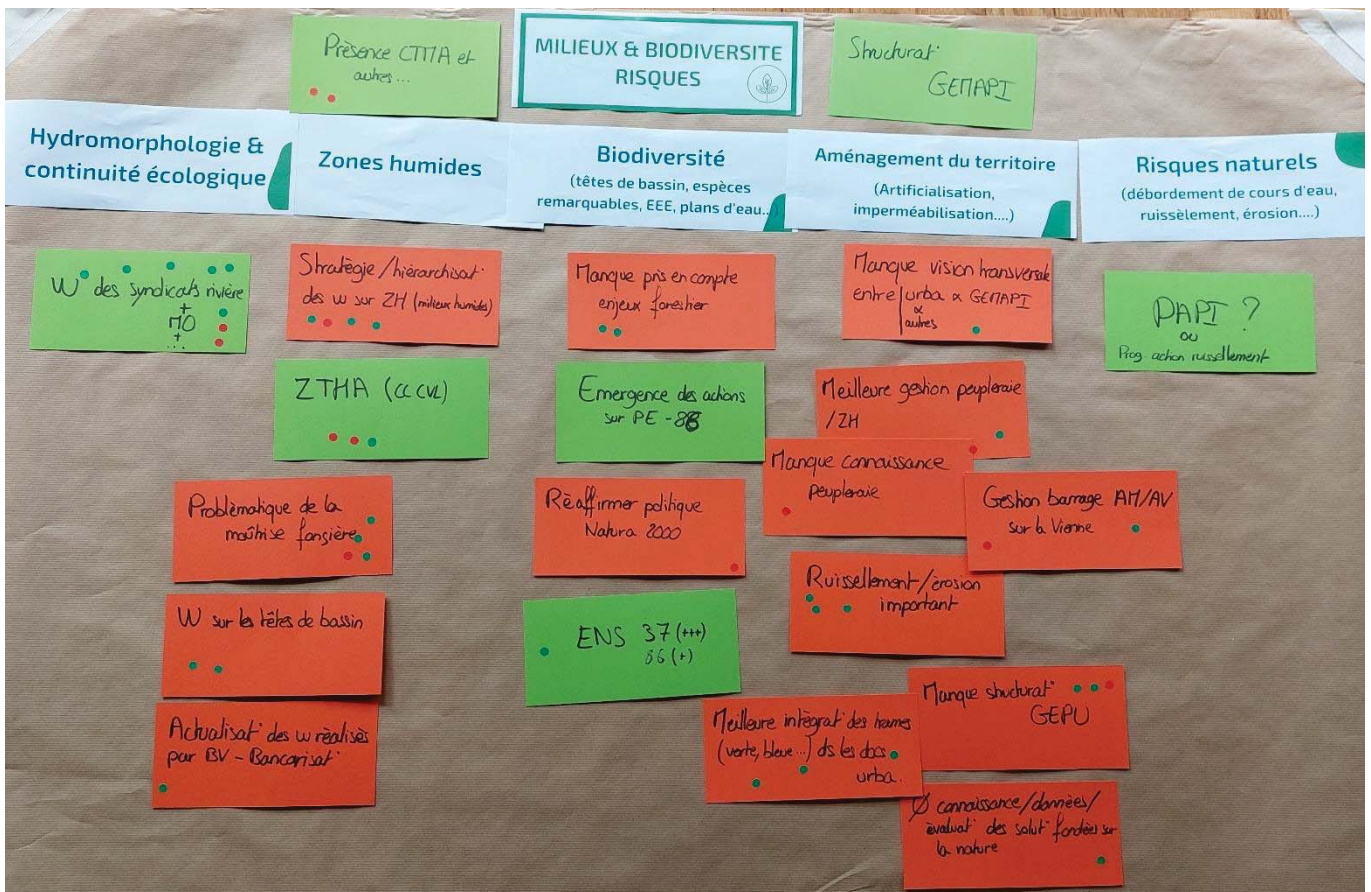 Présence CTMA et
autres...
MILIEUX & BIODIVERSITE
RISQUES
Structurat°
GEMAPI
Hydromorphologie &
continuité écologique
Zones humides
Biodiversité
(têtes de bassin, espèces
remarquables, EEE, plans d'eau...)
Aménagement du territoire
(Artificialisation,
imperméabilisation....)
Risques naturels
(débordement de cours d'eau,
ruissèlement, érosion....)
W° des syndicats rivière
+
MO
+
...
Stratégie/hiérarchisat°
des w sur ZH (milieux humides)
ZTHA (CC CVL)
Problématique de la
maîtrise fonsière
W sur les têtes de bassin
Actualisat° des w réalisés
par BV - Bancarisat°
Manque pris en compte
enjeux forestier
Emergence des actions
sur PE - 86
Réaffirmer politique
Natura 2000
ENS 37 (+++)
86 (+)
Manque vision transversale
entre urba & GEMAPI
&
autres
Meilleure gestion peupleraie
/ZH
Manque connaissance
peupleraie
Gestion barrage AM/AV
sur la Vienne
Ruissellement/érosion
important
Meilleure intégrat° des trames
(verte, bleue...) ds les docs
urba.
Manque structurat°
GEPU
Ø connaissance/données/
évaluat° des solut° fondées sur
la nature
PAPI ?
ou
Prog. action ruissellement